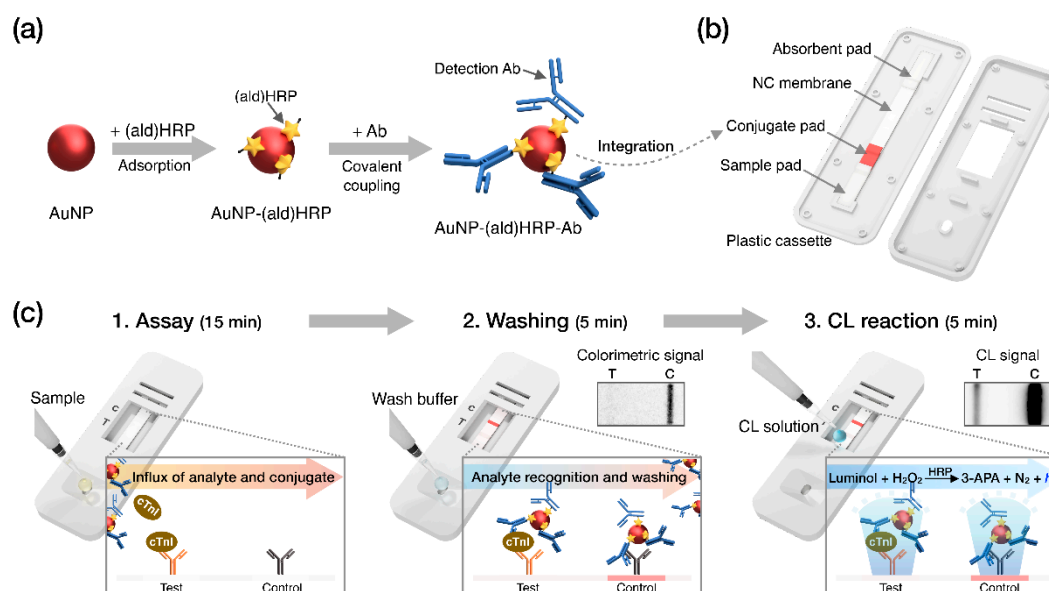 (a)
Detection Ab
(ald)HRP
+ (ald)HRP
Adsorption
+ Ab
Covalent
coupling
Integration
AuNP
AuNP-(ald)HRP
AuNP-(ald)HRP-Ab
(b)
Absorbent pad
NC membrane
Conjugate pad
Sample pad
Plastic cassette
(c)
1. Assay (15 min)
2. Washing (5 min)
3. CL reaction (5 min)
Sample
C
T
Influx of analyte and conjugate
cTnI
cTnI
Test
Control
Colorimetric signal
T C
Wash buffer
C
T
Analyte recognition and washing
cTnI
Test
Control
CL signal
T C
CL solution
C
Luminol + H₂O₂ HRP 3-APA + N₂ +
cTnI
Test
Control